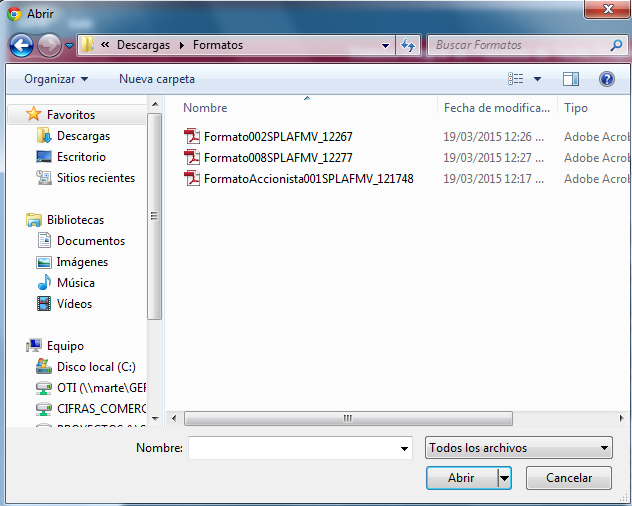 Abrir
« Descargas Formatos
Buscar Formatos
Organizar Nueva carpeta
Nombre Fecha de modifica... Tipo
Formato002SPLAFMV_12267 19/03/2015 12:26 ... Adobe Acrob
Formato008SPLAFMV_12277 19/03/2015 12:27 ... Adobe Acrob
FormatoAccionista001SPLAFMV_121748 19/03/2015 12:17 ... Adobe Acrob
Favoritos
Descargas
Escritorio
Sitios recientes
Bibliotecas
Documentos
Imágenes
Música
Vídeos
Equipo
Disco local (C:)
OTI (\\marte\GEF
CIFRAS_COMERC
Nombre: Todos los archivos
Abrir Cancelar